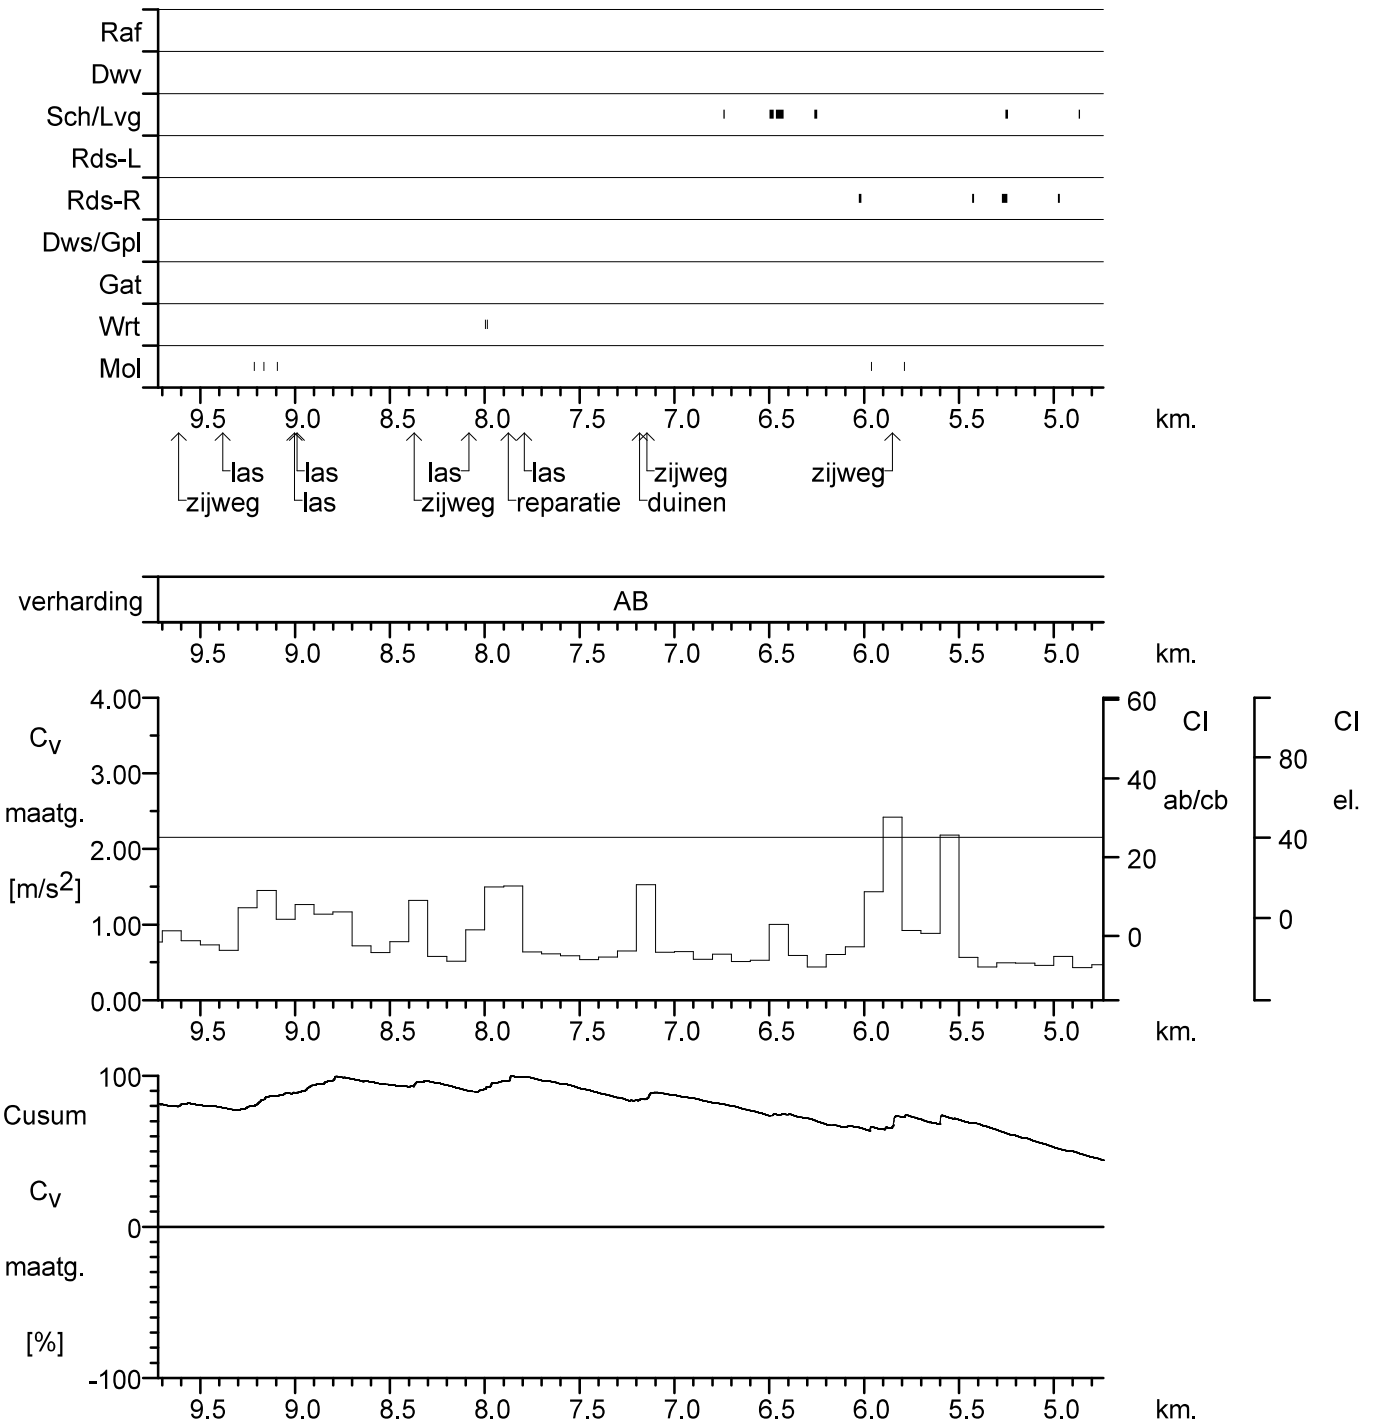 Raf
Dwv
Sch/Lvg
Rds-L
Rds-R
Dws/Gpl
Gat
Wrt
Mol
9.5 9.0 8.5 8.0 7.5 7.0 6.5 6.0 5.5 5.0 km.
las las las las zijweg zijweg
zijweg las zijweg reparatie duinen
verharding AB
9.5 9.0 8.5 8.0 7.5 7.0 6.5 6.0 5.5 5.0 km.
4.00 60
Cv CI CI
3.00 40 80
maatg. ab/cb el.
2.00 20 40
[m/s2]
1.00 0 0
0.00
9.5 9.0 8.5 8.0 7.5 7.0 6.5 6.0 5.5 5.0 km.
100
Cusum
Cv
0
maatg.
[%]
-100
9.5 9.0 8.5 8.0 7.5 7.0 6.5 6.0 5.5 5.0 km.